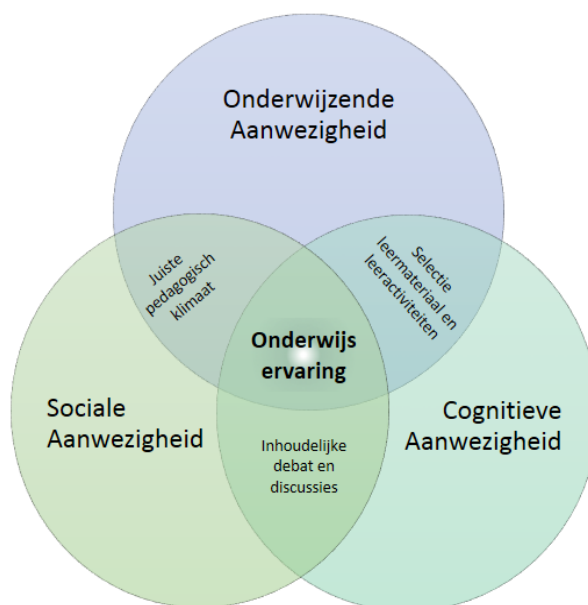 Onderwijzende
Aanwezigheid
Juiste
pedagogisch
klimaat
Selectie
leermateriaal en
leeractiviteiten
Onderwijs
ervaring
Sociale
Aanwezigheid
Cognitieve
Aanwezigheid
Inhoudelijke
debat en
discussies